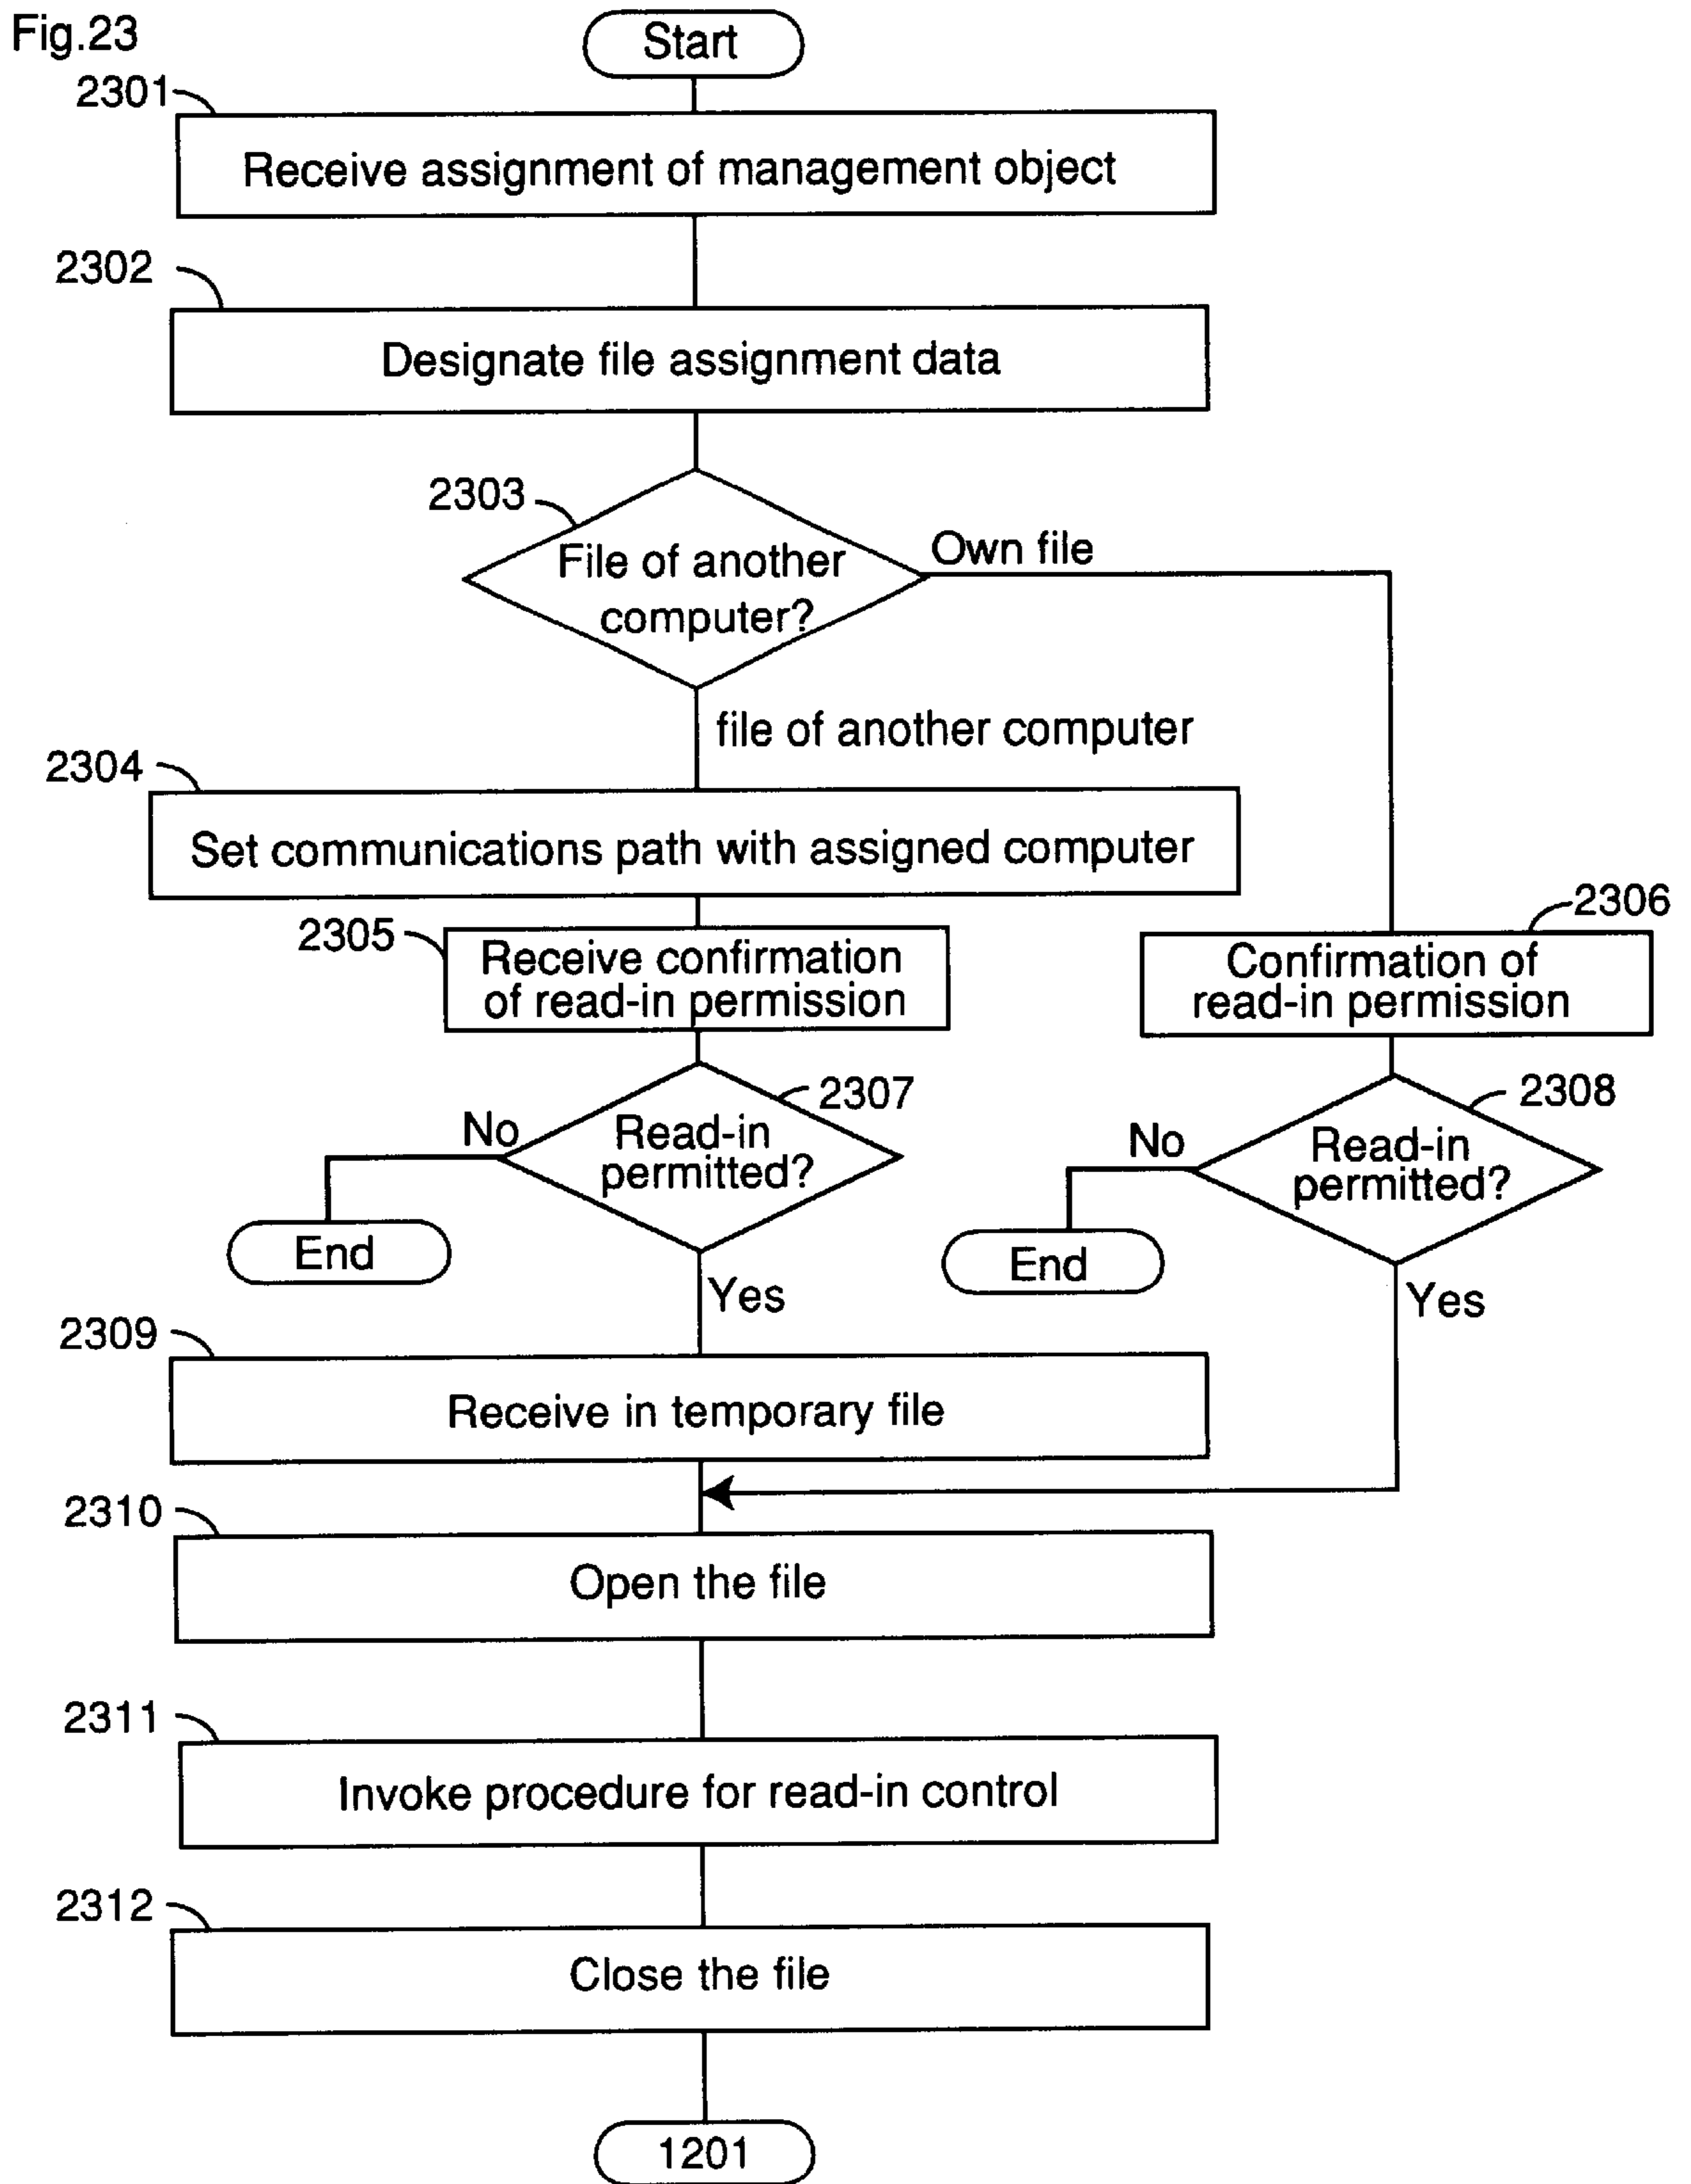 Fig.23
Start
2301
Receive assignment of management object
2302
Designate file assignment data
2303
File of another
computer?
Own file
file of another computer
2304
Set communications path with assigned computer
2305
Receive confirmation
of read-in permission
2306
Confirmation of
read-in permission
2307
Read-in
permitted?
No
End
Yes
2308
Read-in
permitted?
No
End
Yes
2309
Receive in temporary file
2310
Open the file
2311
Invoke procedure for read-in control
2312
Close the file
1201